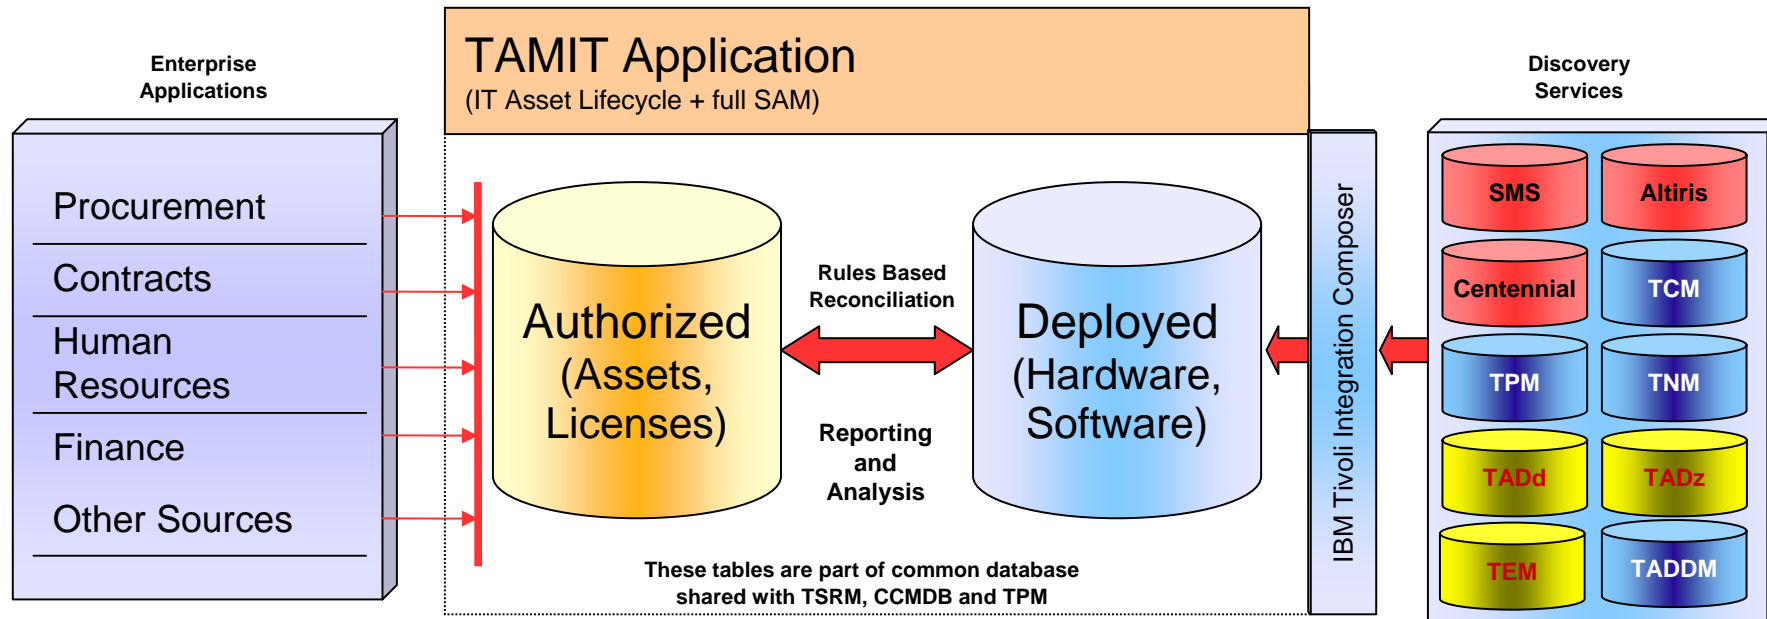 Enterprise
Applications
Procurement
Contracts
Human
Resources
Finance
Other Sources
TAMIT Application
(IT Asset Lifecycle + full SAM)
Authorized
(Assets,
Licenses)
Rules Based
Reconciliation
Reporting
and
Analysis
Deployed
(Hardware,
Software)
These tables are part of common database
shared with TSRM, CCMDB and TPM
IBM Tivoli Integration Composer
Discovery
Services
SMS
Altiris
Centennial
TCM
TPM
TNM
TADd
TADz
TEM
TADDM